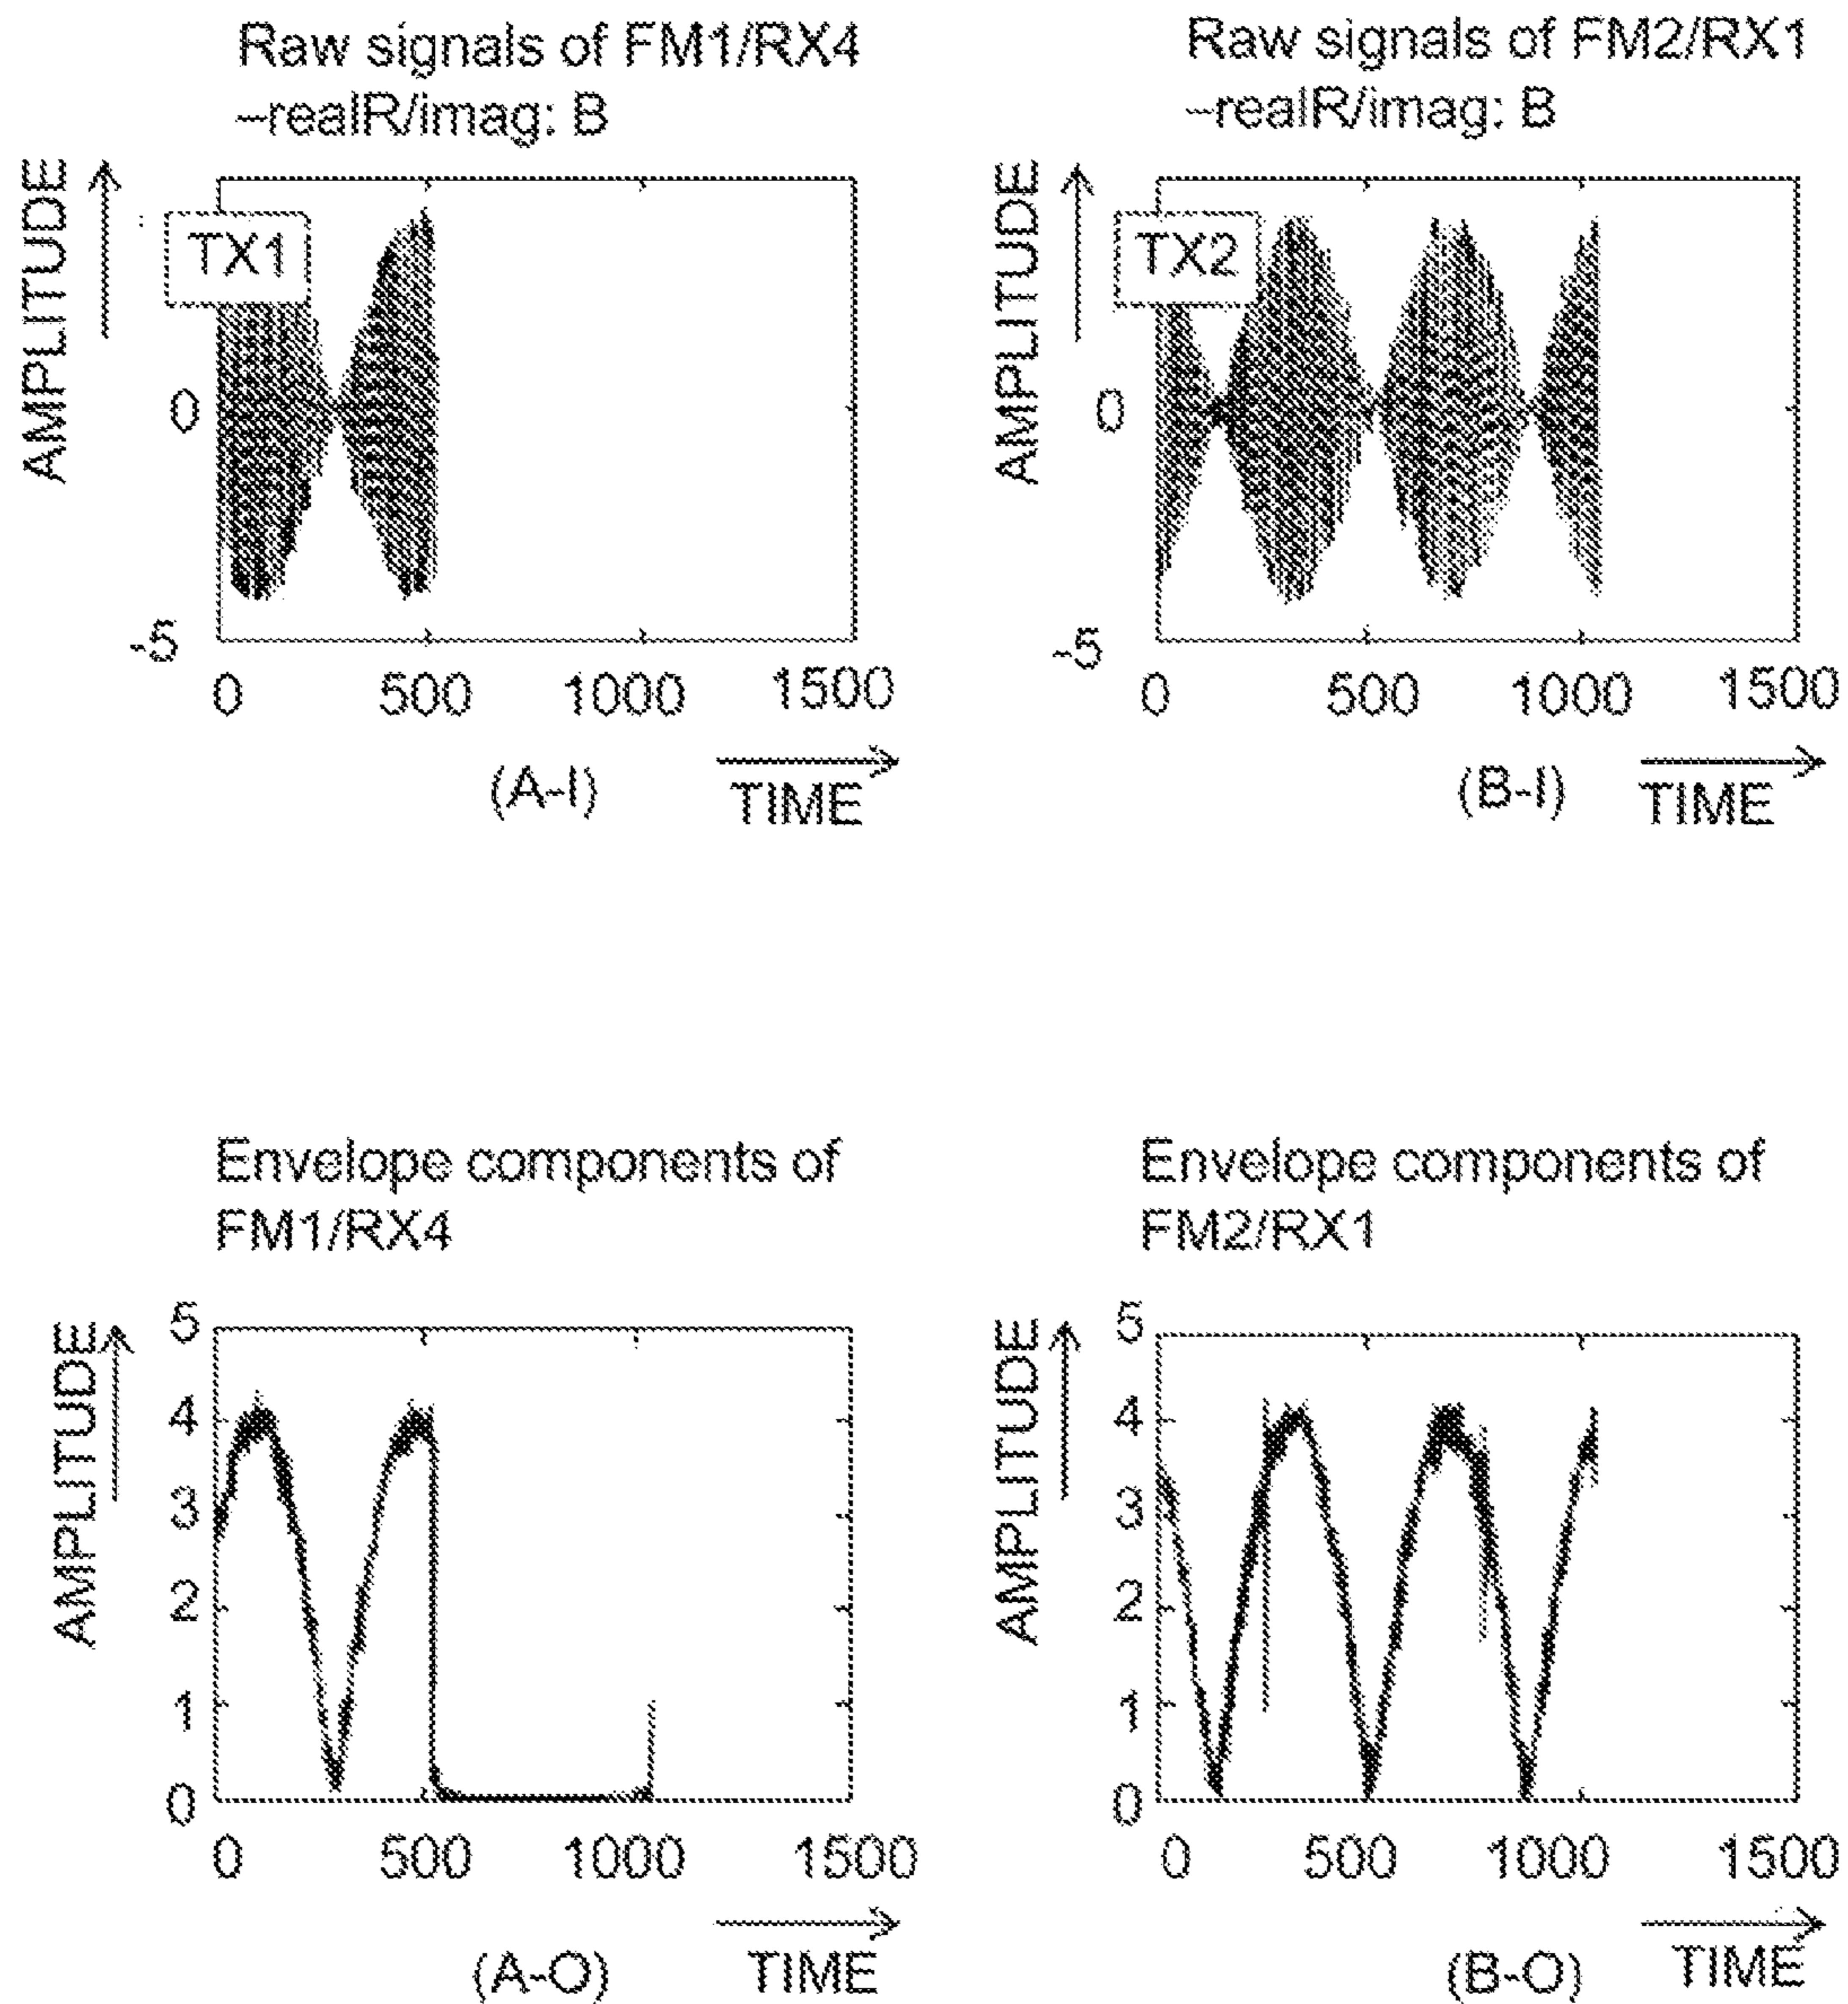 Raw signals of FM1/RX4
–realR/imag: B
Raw signals of FM2/RX1
–realR/imag: B
AMPLITUDE
TX1
0
-5
0 500 1000 1500
(A-I) TIME
AMPLITUDE
TX2
0
-5
0 500 1000 1500
(B-I) TIME
Envelope components of
FM1/RX4
Envelope components of
FM2/RX1
AMPLITUDE
5
4
3
2
1
0
0 500 1000 1500
(A-O) TIME
AMPLITUDE
5
4
3
2
1
0
0 500 1000 1500
(B-O) TIME